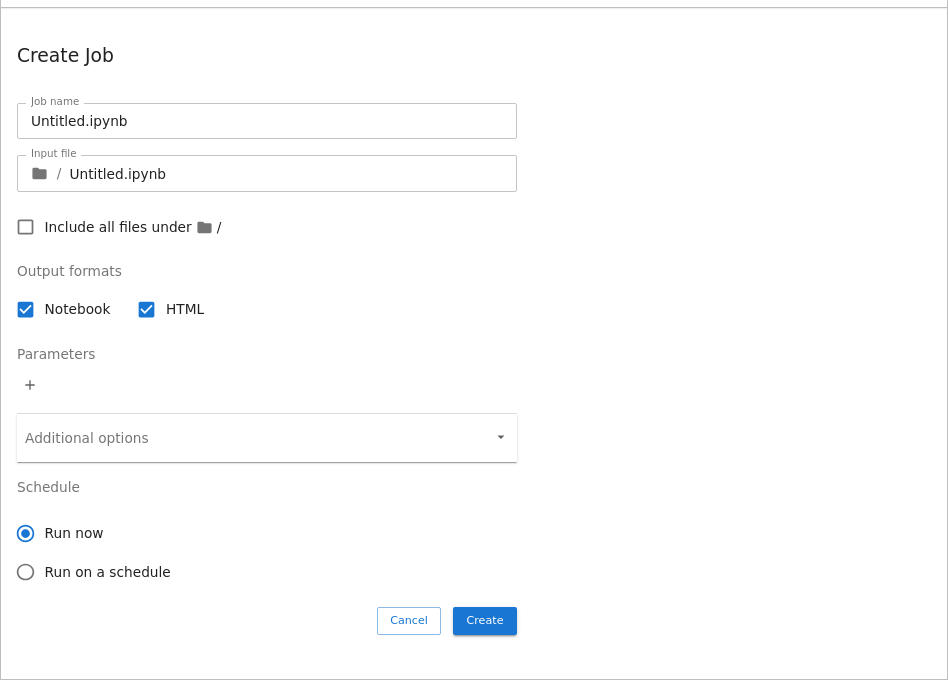 Create Job
Job name
Untitled.ipynb
Input file
/ Untitled.ipynb
Include all files under /
Output formats
Notebook HTML
Parameters
+
Additional options
Schedule
Run now
Run on a schedule
Cancel Create